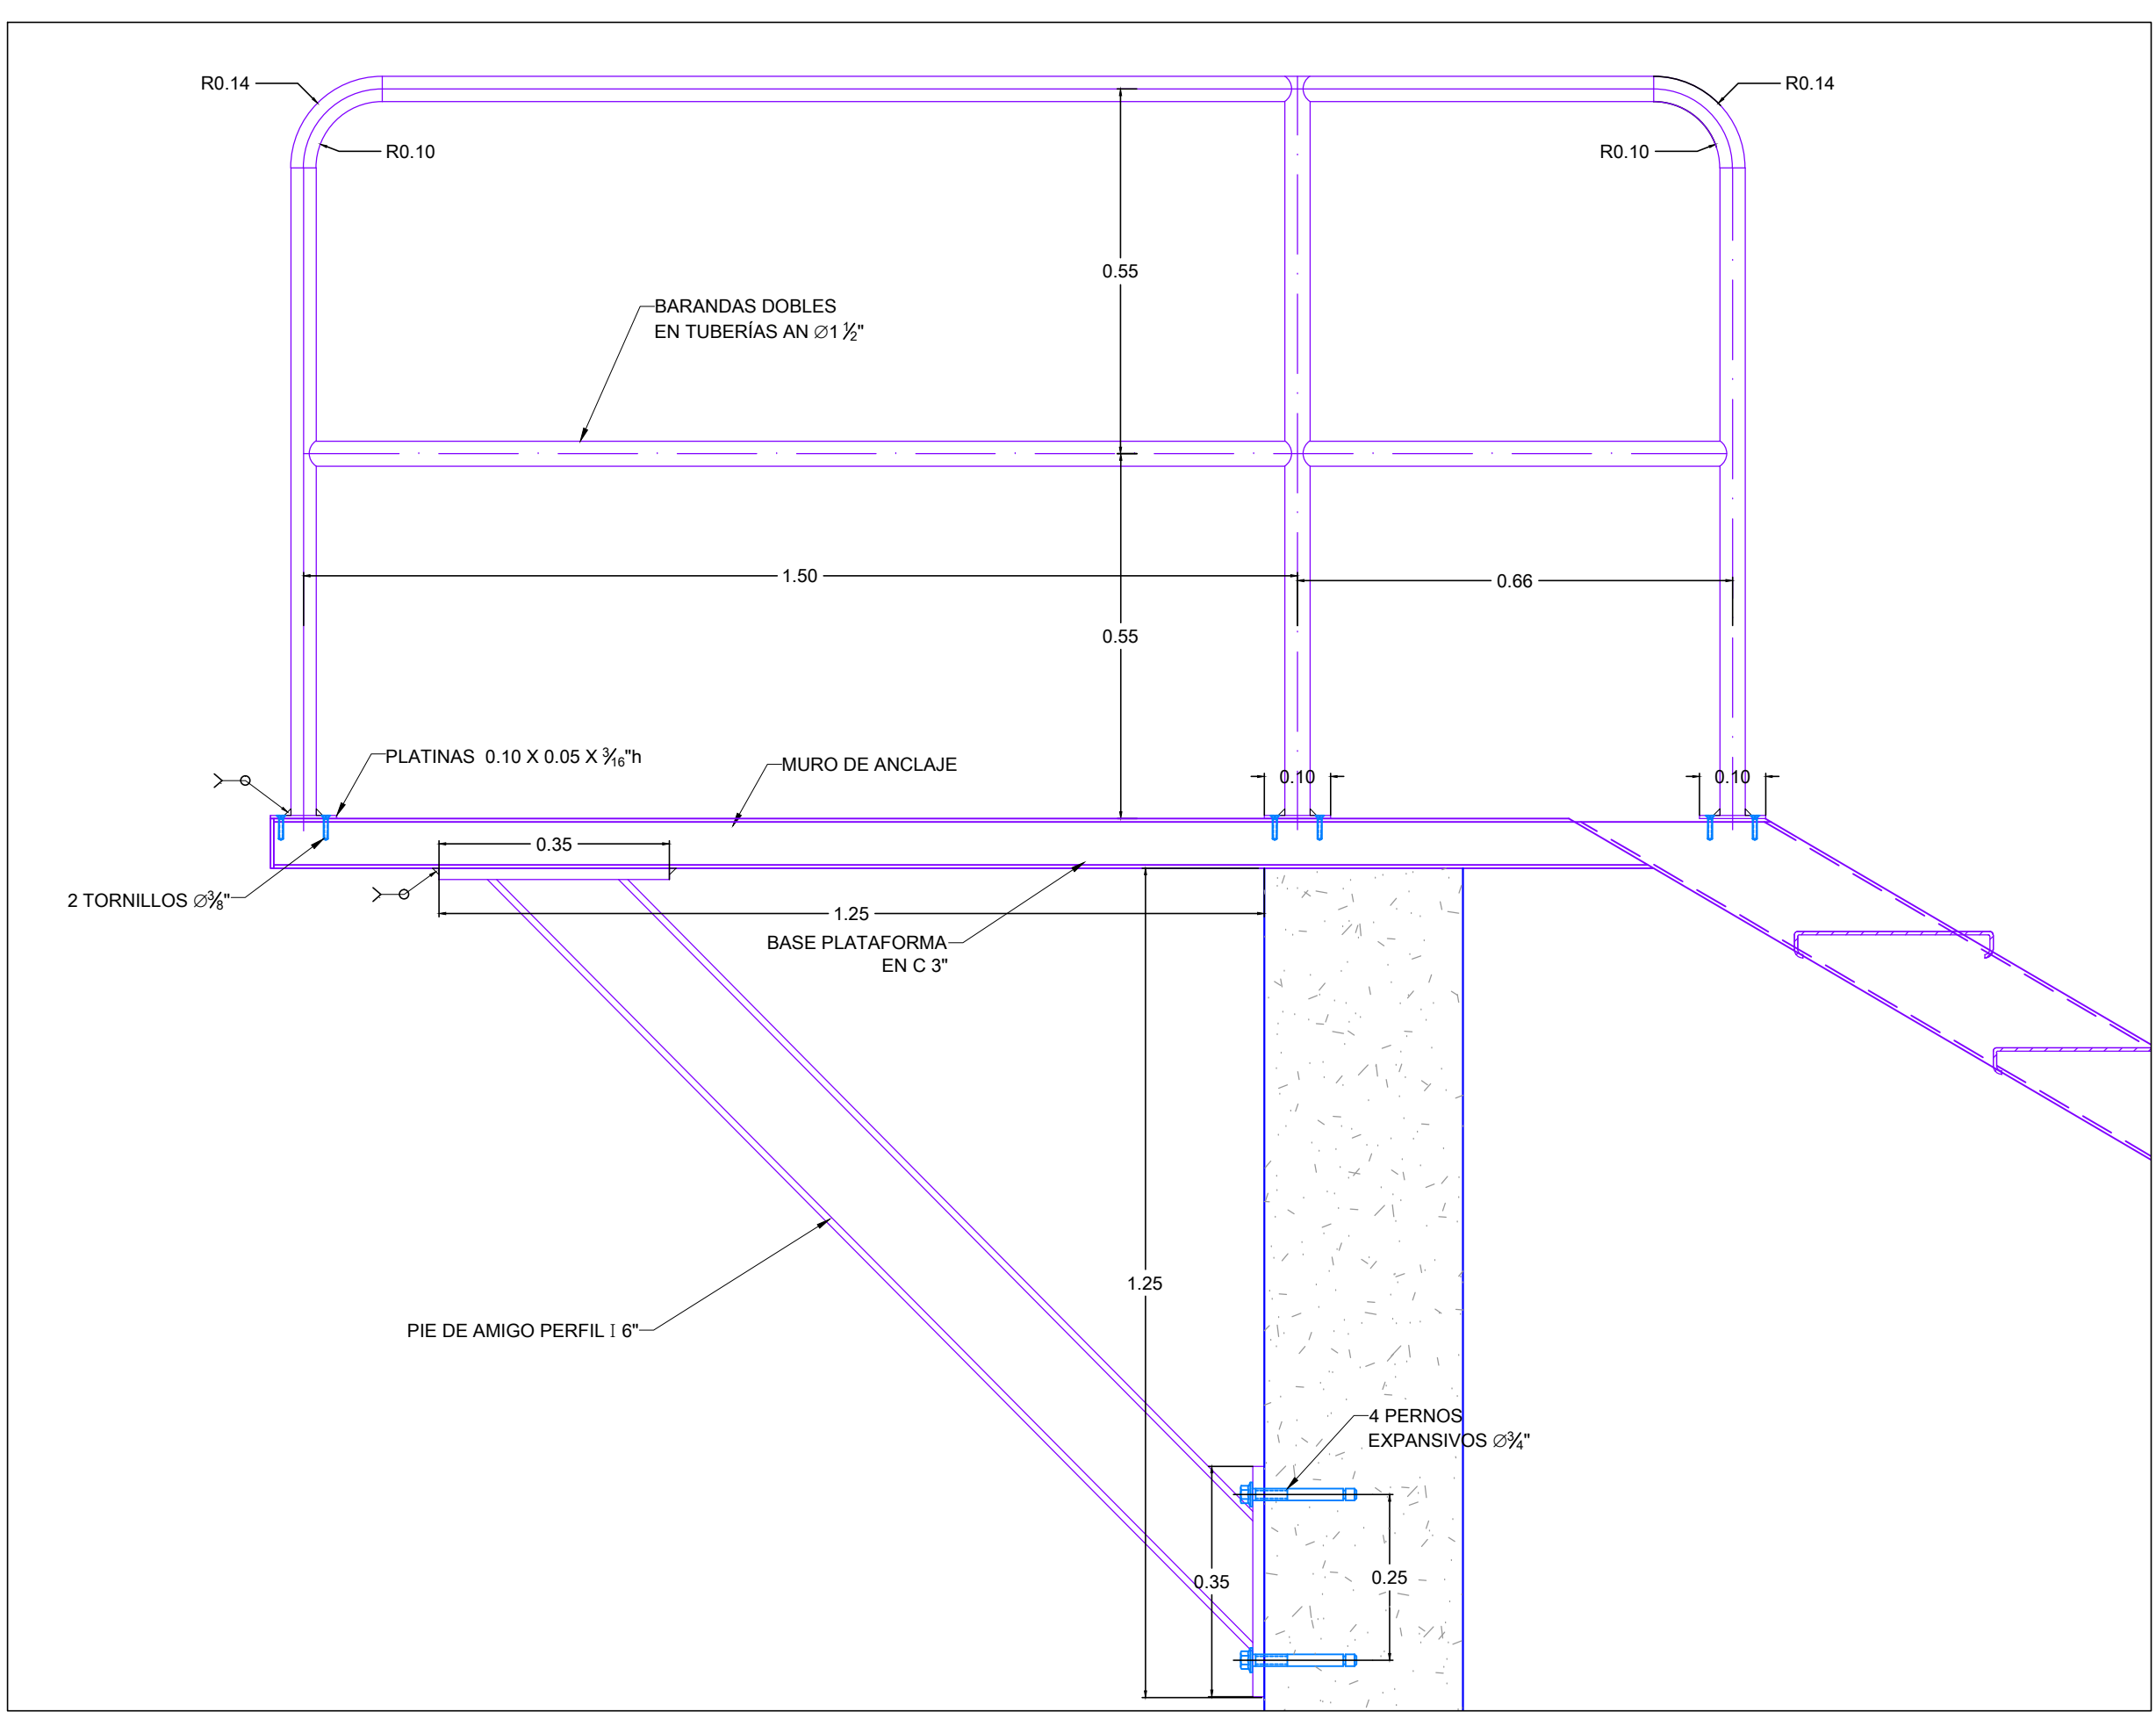 R0.14
R0.14
R0.10
R0.10
0.55
BARANDAS DOBLES
EN TUBERÍAS AN ∅1 ½"
1.50
0.66
0.55
PLATINAS  0.10 X 0.05 X 3⁄16"h
MURO DE ANCLAJE
0.10
0.10
0.35
2 TORNILLOS ∅3⁄8"
1.25
BASE PLATAFORMA
EN C 3"
1.25
PIE DE AMIGO PERFIL I 6"
4 PERNOS
EXPANSIVOS ∅3⁄4"
0.35
0.25